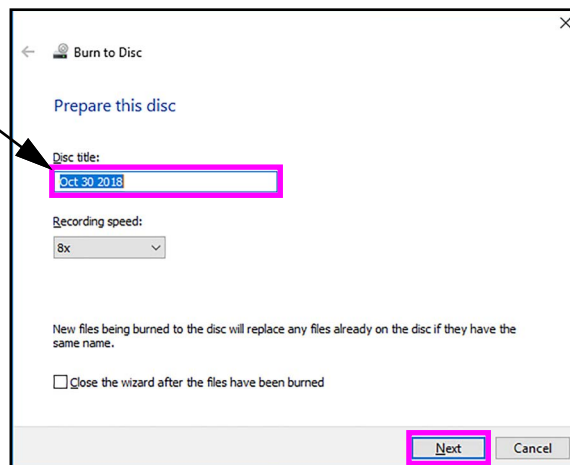 Burn to Disc
Prepare this disc
Disc title:
Oct 30 2018
Recording speed:
8x
New files being burned to the disc will replace any files already on the disc if they have the
same name.
Close the wizard after the files have been burned
Next Cancel